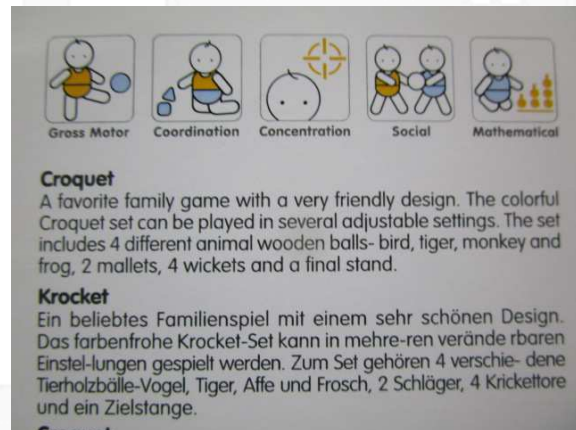 Gross Motor Coordination Concentration Social Mathematical
Croquet
A favorite family game with a very friendly design. The colorful
Croquet set can be played in several adjustable settings. The set
includes 4 different animal wooden balls- bird, tiger, monkey and
frog, 2 mallets, 4 wickets and a final stand.
Krocket
Ein beliebtes Familienspiel mit einem sehr schönen Design.
Das farbenfrohe Krocket-Set kann in mehre-ren verände rbaren
Einstel-lungen gespielt werden. Zum Set gehören 4 verschie- dene
Tierholzbälle-Vogel, Tiger, Affe und Frosch, 2 Schläger, 4 Krickettore
und ein Zielstange.